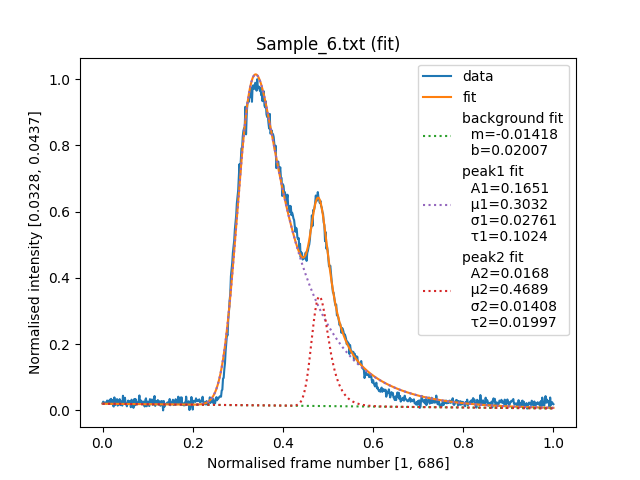 Sample_6.txt (fit)
Normalised intensity [0.0328, 0.0437]
1.0
0.8
0.6
0.4
0.2
0.0
0.0 0.2 0.4 0.6 0.8 1.0
Normalised frame number [1, 686]
data
fit
background fit
m=-0.01418
b=0.02007
peak1 fit
A1=0.1651
μ1=0.3032
σ1=0.02761
τ1=0.1024
peak2 fit
A2=0.0168
μ2=0.4689
σ2=0.01408
τ2=0.01997